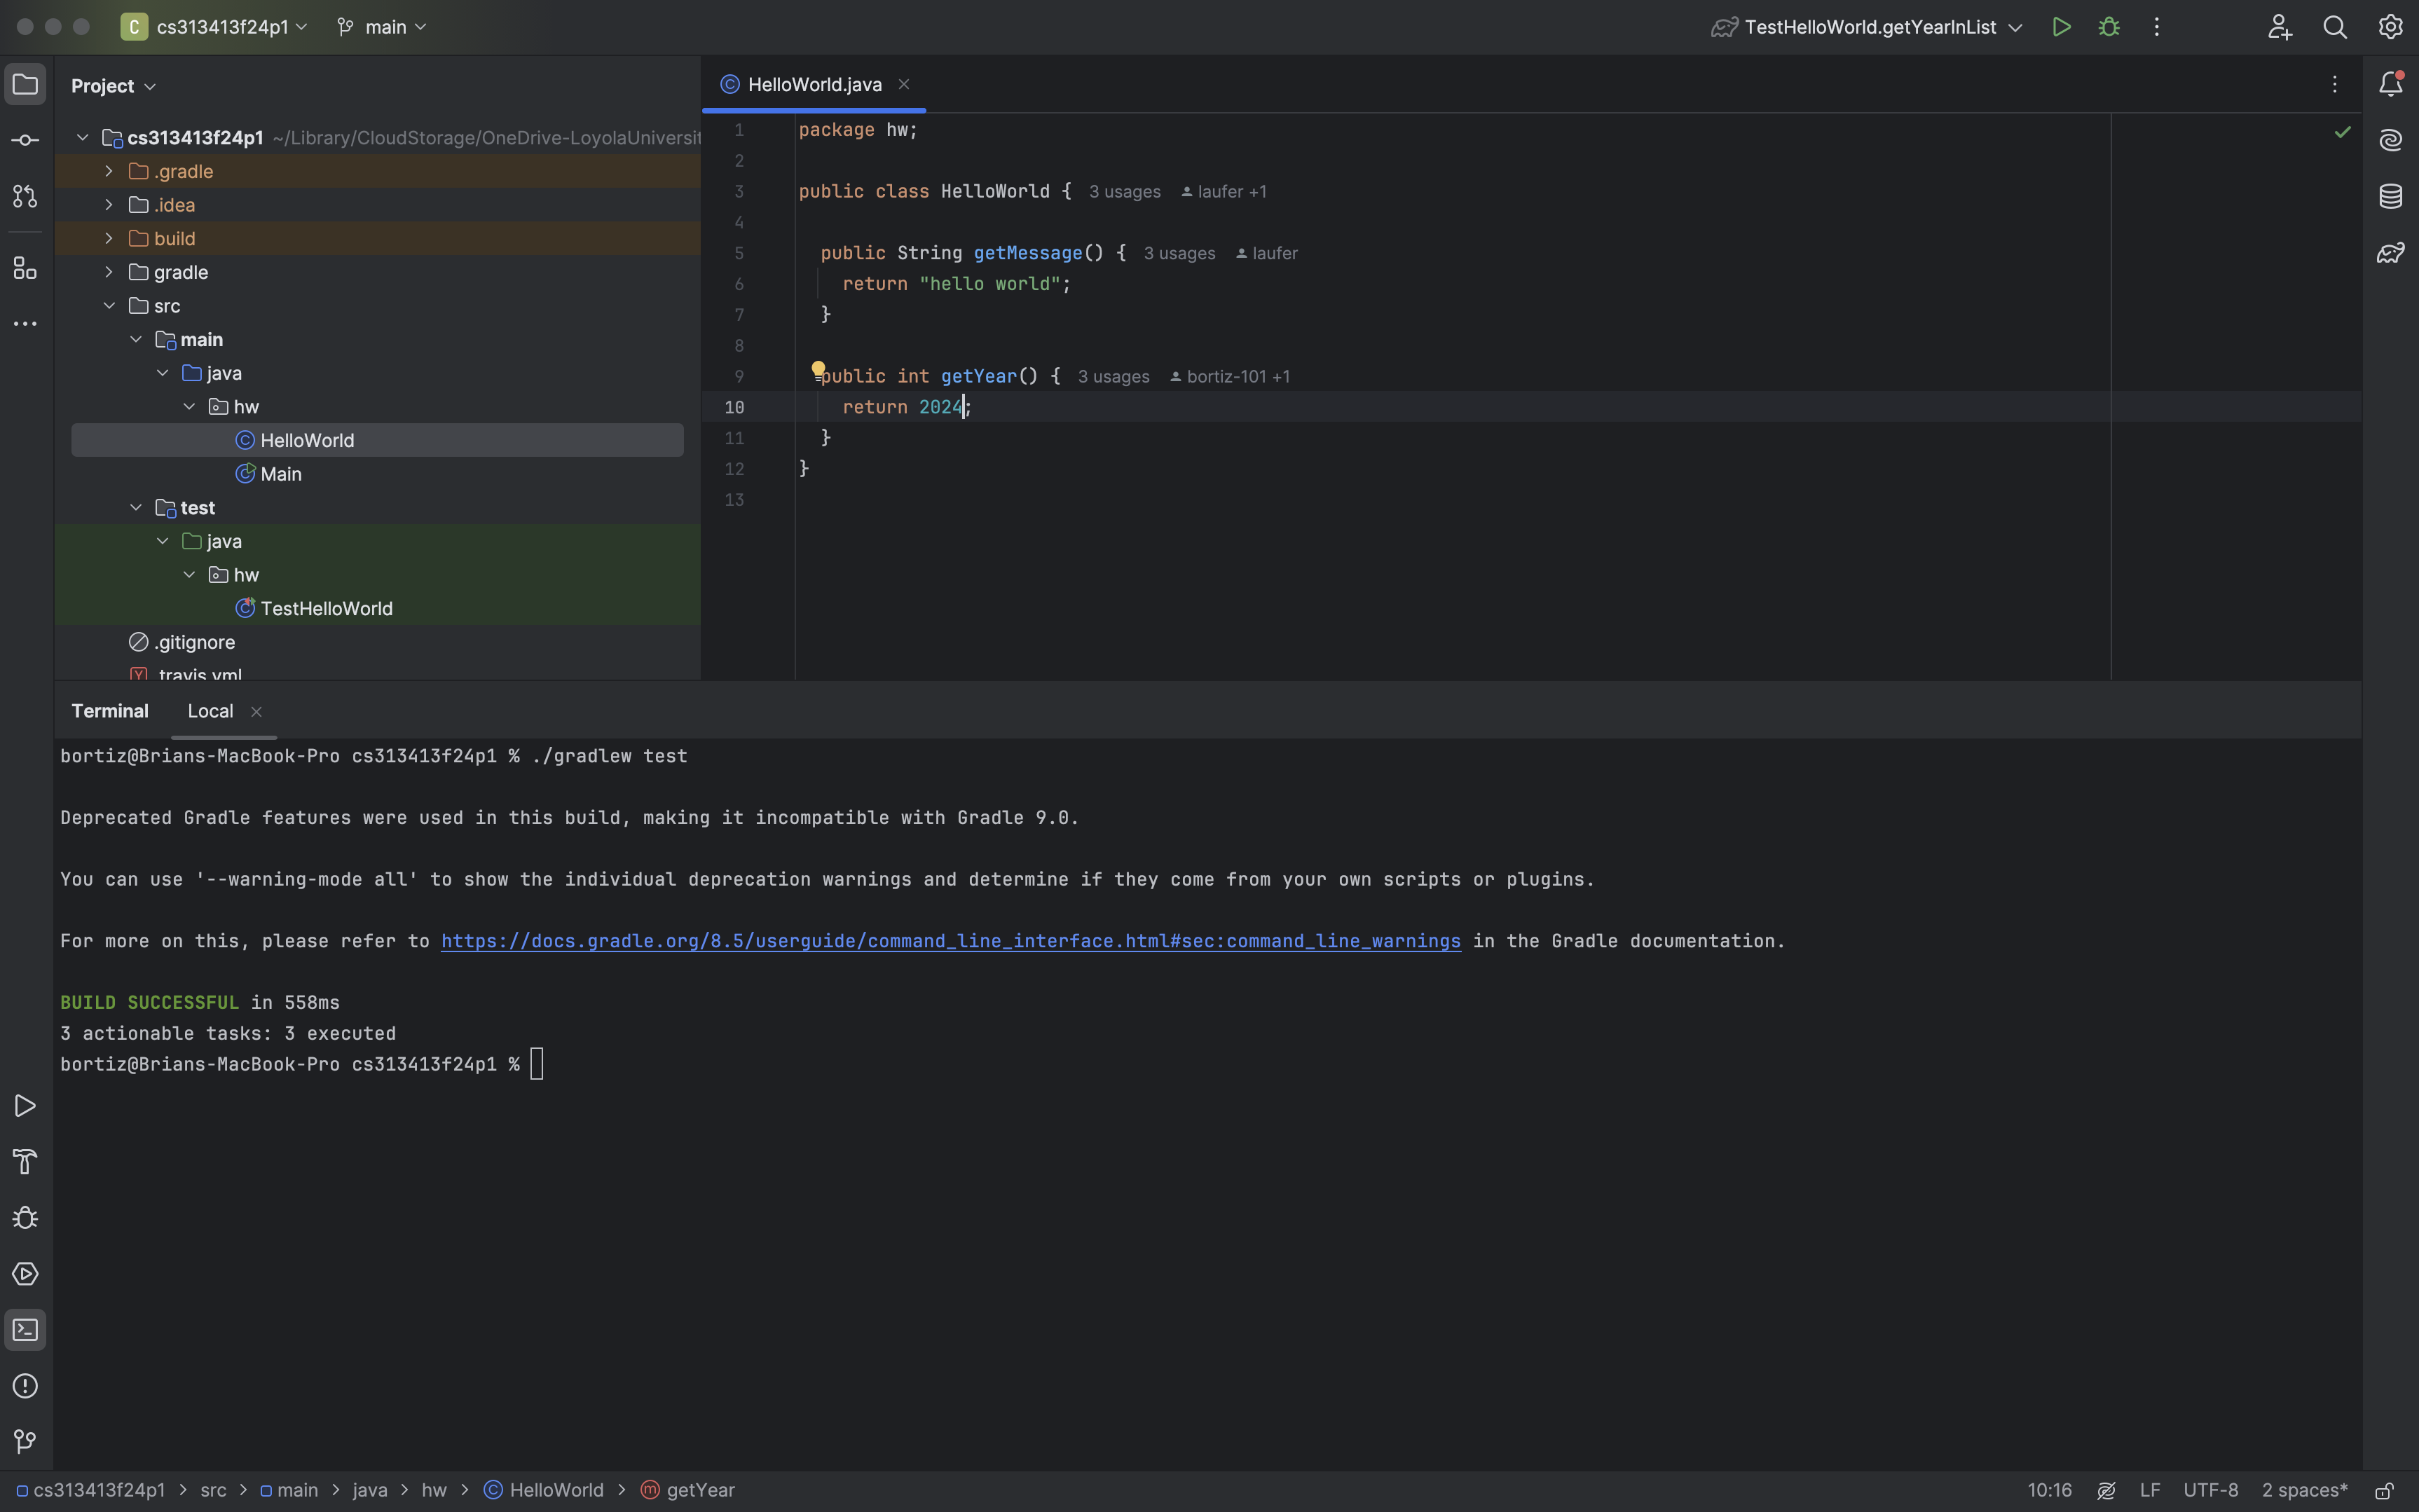 C cs313413f24p1 main TestHelloWorld.getYearInList
Project
cs313413f24p1 ~/Library/CloudStorage/OneDrive-LoyolaUniversit
.gradle
.idea
build
gradle
src
main
java
hw
HelloWorld
Main
test
java
hw
TestHelloWorld
.gitignore
.travis.yml
HelloWorld.java
1 package hw;
2
3 public class HelloWorld { 3 usages laufer +1
4
5 public String getMessage() { 3 usages laufer
6 return "hello world";
7 }
8
9 public int getYear() { 3 usages bortiz-101 +1
10 return 2024;
11 }
12 }
13
Terminal Local
bortiz@Brians-MacBook-Pro cs313413f24p1 % ./gradlew test
Deprecated Gradle features were used in this build, making it incompatible with Gradle 9.0.
You can use '--warning-mode all' to show the individual deprecation warnings and determine if they come from your own scripts or plugins.
For more on this, please refer to https://docs.gradle.org/8.5/userguide/command_line_interface.html#sec:command_line_warnings in the Gradle documentation.
BUILD SUCCESSFUL in 558ms
3 actionable tasks: 3 executed
bortiz@Brians-MacBook-Pro cs313413f24p1 %
cs313413f24p1 > src > main > java > hw > HelloWorld > getYear 10:16 LF UTF-8 2 spaces*